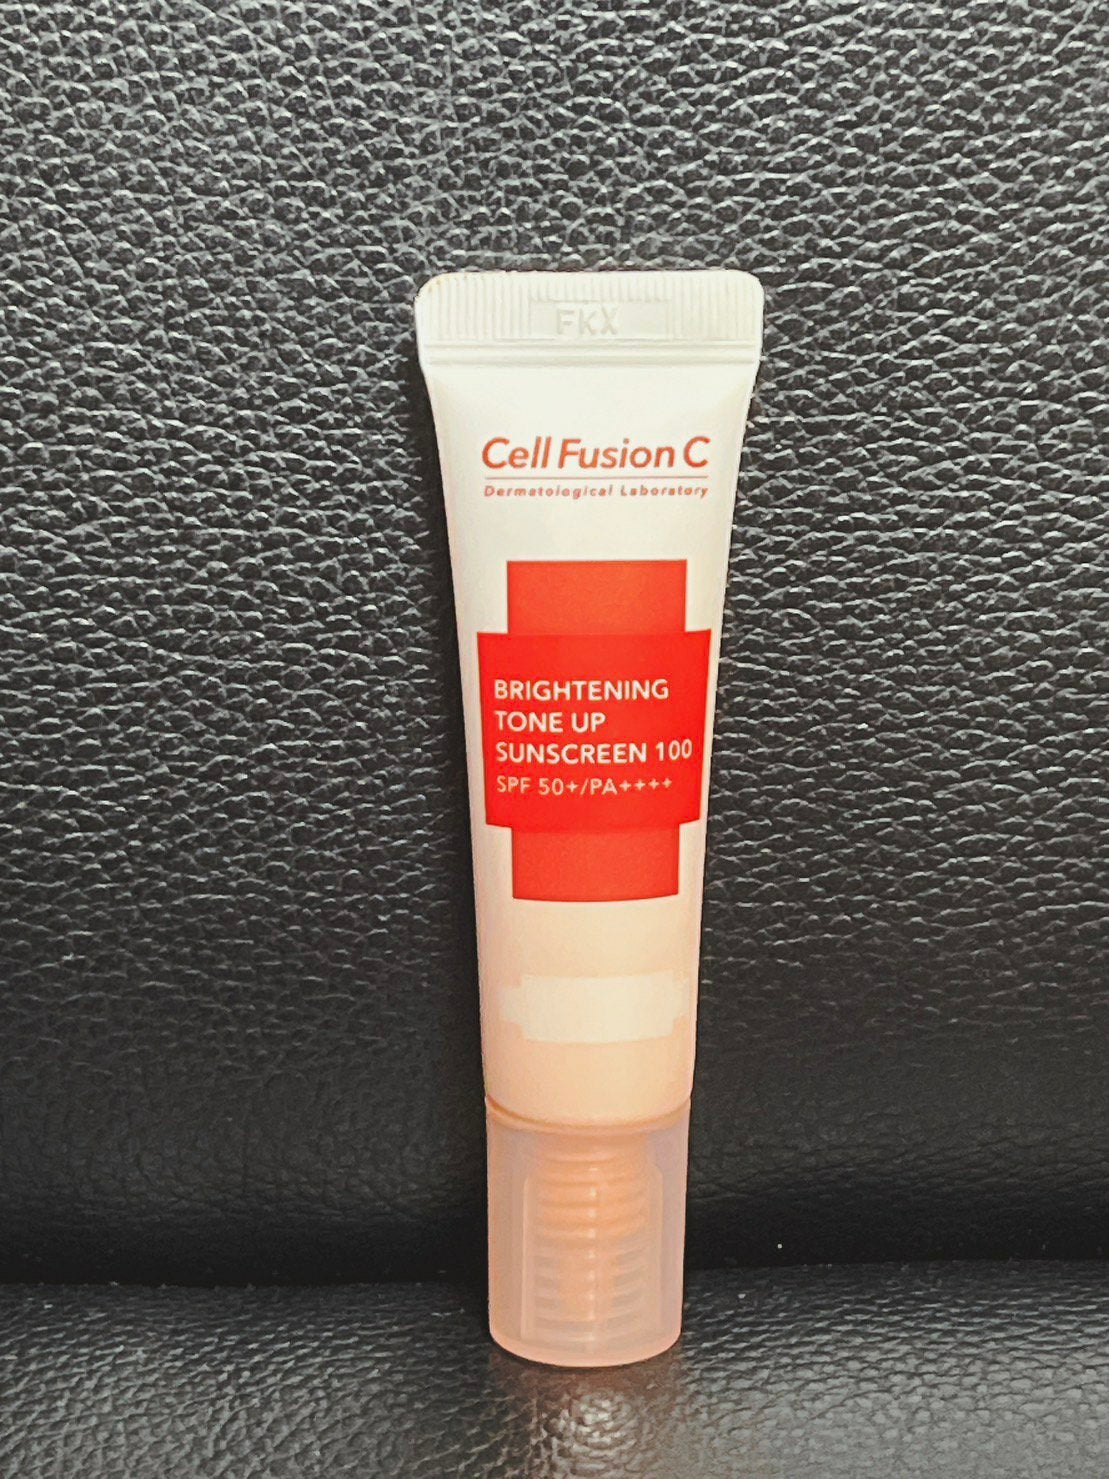 FKX
Cell Fusion C
Dermatological Laboratory
BRIGHTENING
TONE UP
SUNSCREEN 100
SPF 50+/PA++++